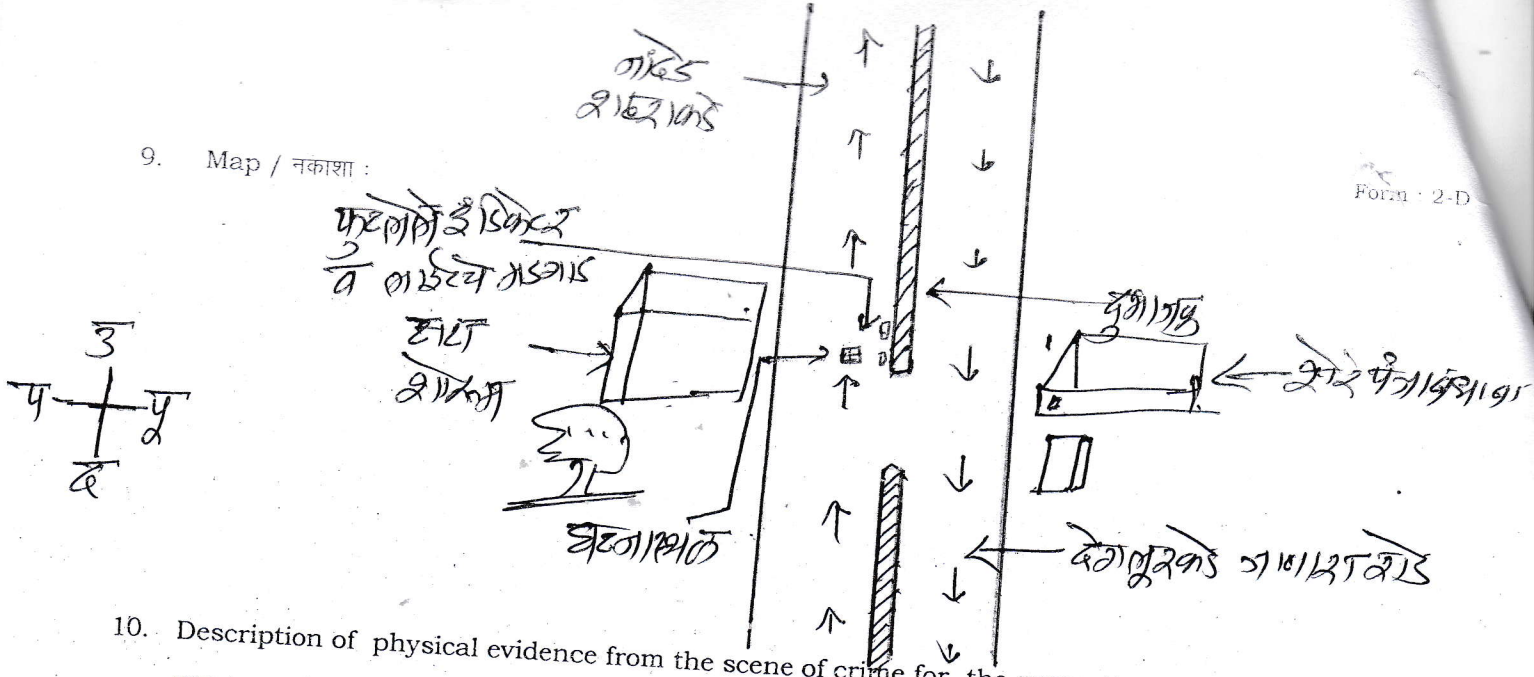 नांदेड
शहराकडे
9. Map / नकाशा :
Form : 2-D
फुटलेले इंडिकेटर
व लाईटचे मडगार्ड
दुभाजक
टाटा
शोरूम
शेरे पंजाब ढाबा
उ
प
पू
द
घटनास्थळ
देगलूरकडे जाणारा रोड
10. Description of physical evidence from the scene of crime for the